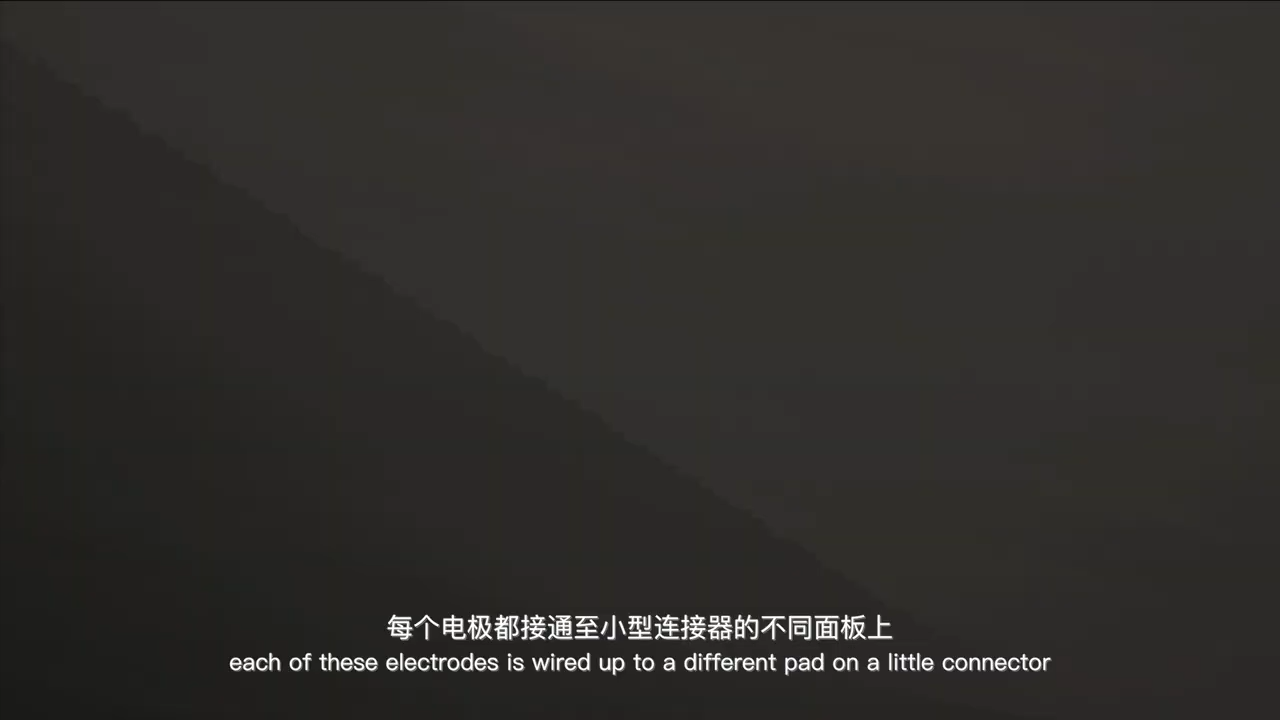 每个电极都接通至小型连接器的不同面板上
each of these electrodes is wired up to a different pad on a little connector